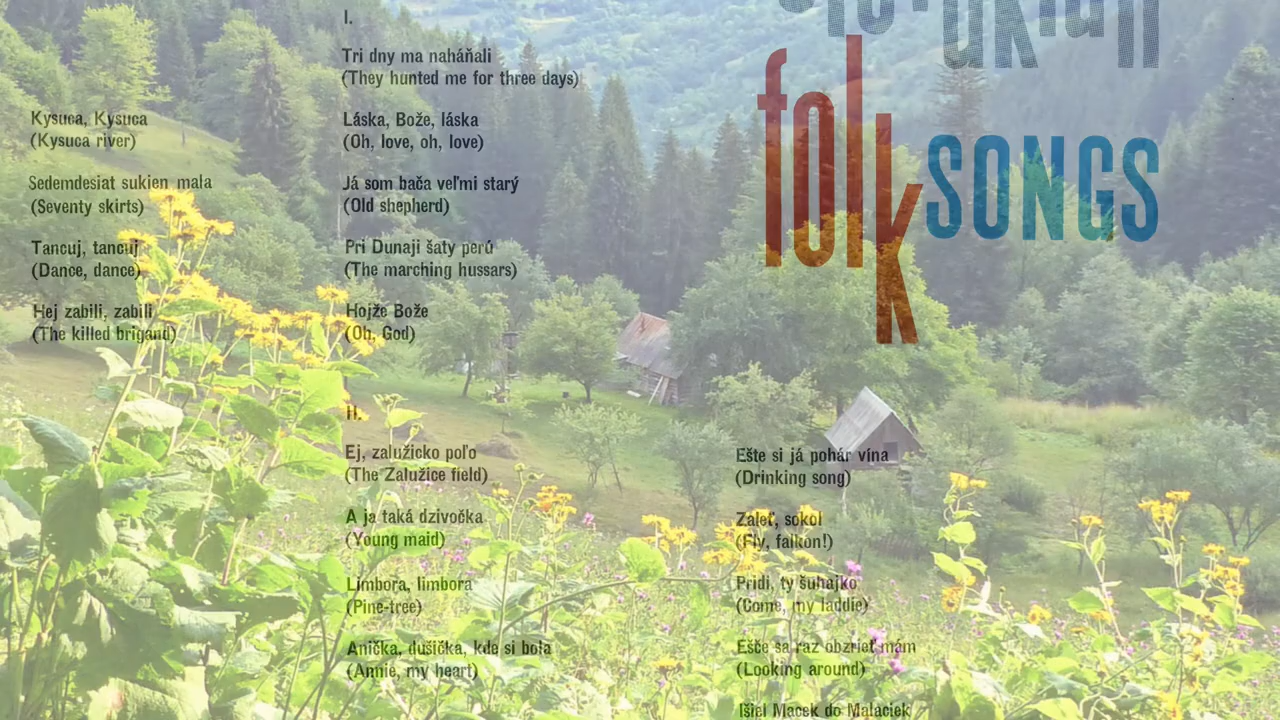 folk
SONGS
Kysuca, Kysuca
(Kysuca river)
Sedemdesiat sukien mala
(Seventy skirts)
Tancuj, tancuj
(Dance, dance)
Hej zabili, zabili
(The killed brigand)
I.
Tri dny ma naháňali
(They hunted me for three days)
Láska, Bože, láska
(Oh, love, oh, love)
Já som bača veľmi starý
(Old shepherd)
Pri Dunaji šaty perú
(The marching hussars)
Hojže Bože
(Oh, God)
II.
Ej, zalužicko poľo
(The Zalužice field)
A ja taká dzivočka
(Young maid)
Limbora, limbora
(Pine-tree)
Anička, dušička, kde si bola
(Annie, my heart)
Ešte si já pohár vína
(Drinking song)
Zaleť, sokol
(Fly, falkon!)
Pridi, ty šuhajko
(Come, my laddie)
Ešče sa raz obzrieť mám
(Looking around)
Išiel Macek do Malaciek